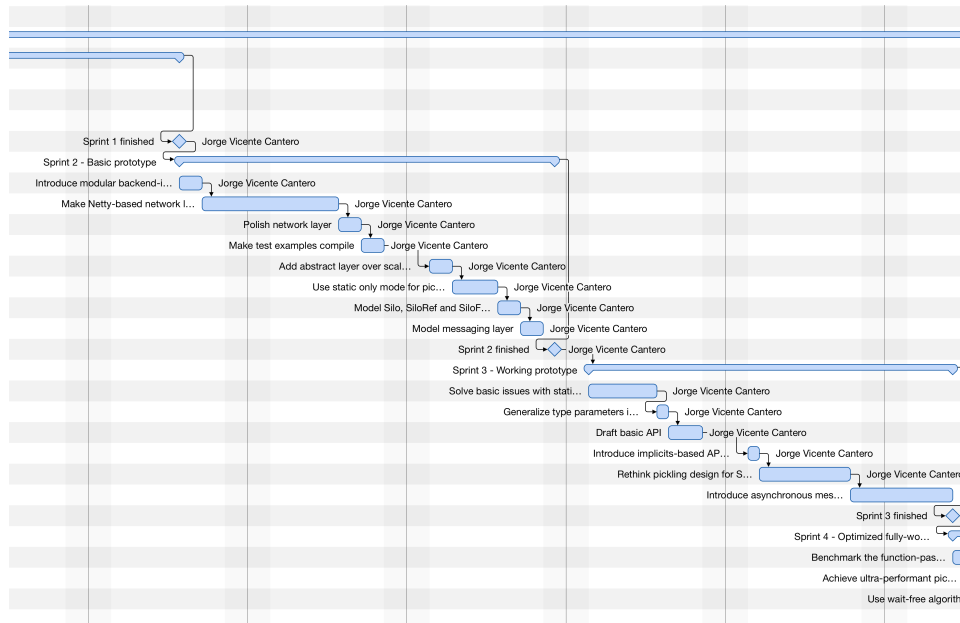 Sprint 1 finished Jorge Vicente Cantero
Sprint 2 - Basic prototype
Introduce modular backend-i… Jorge Vicente Cantero
Make Netty-based network l… Jorge Vicente Cantero
Polish network layer Jorge Vicente Cantero
Make test examples compile Jorge Vicente Cantero
Add abstract layer over scal… Jorge Vicente Cantero
Use static only mode for pic… Jorge Vicente Cantero
Model Silo, SiloRef and SiloF… Jorge Vicente Cantero
Model messaging layer Jorge Vicente Cantero
Sprint 2 finished Jorge Vicente Cantero
Sprint 3 - Working prototype
Solve basic issues with stati… Jorge Vicente Cantero
Generalize type parameters i… Jorge Vicente Cantero
Draft basic API Jorge Vicente Cantero
Introduce implicits-based AP… Jorge Vicente Cantero
Rethink pickling design for S… Jorge Vicente Cantero
Introduce asynchronous mes…
Sprint 3 finished
Sprint 4 - Optimized fully-wo…
Benchmark the function-pas…
Achieve ultra-performant pic…
Use wait-free algorith